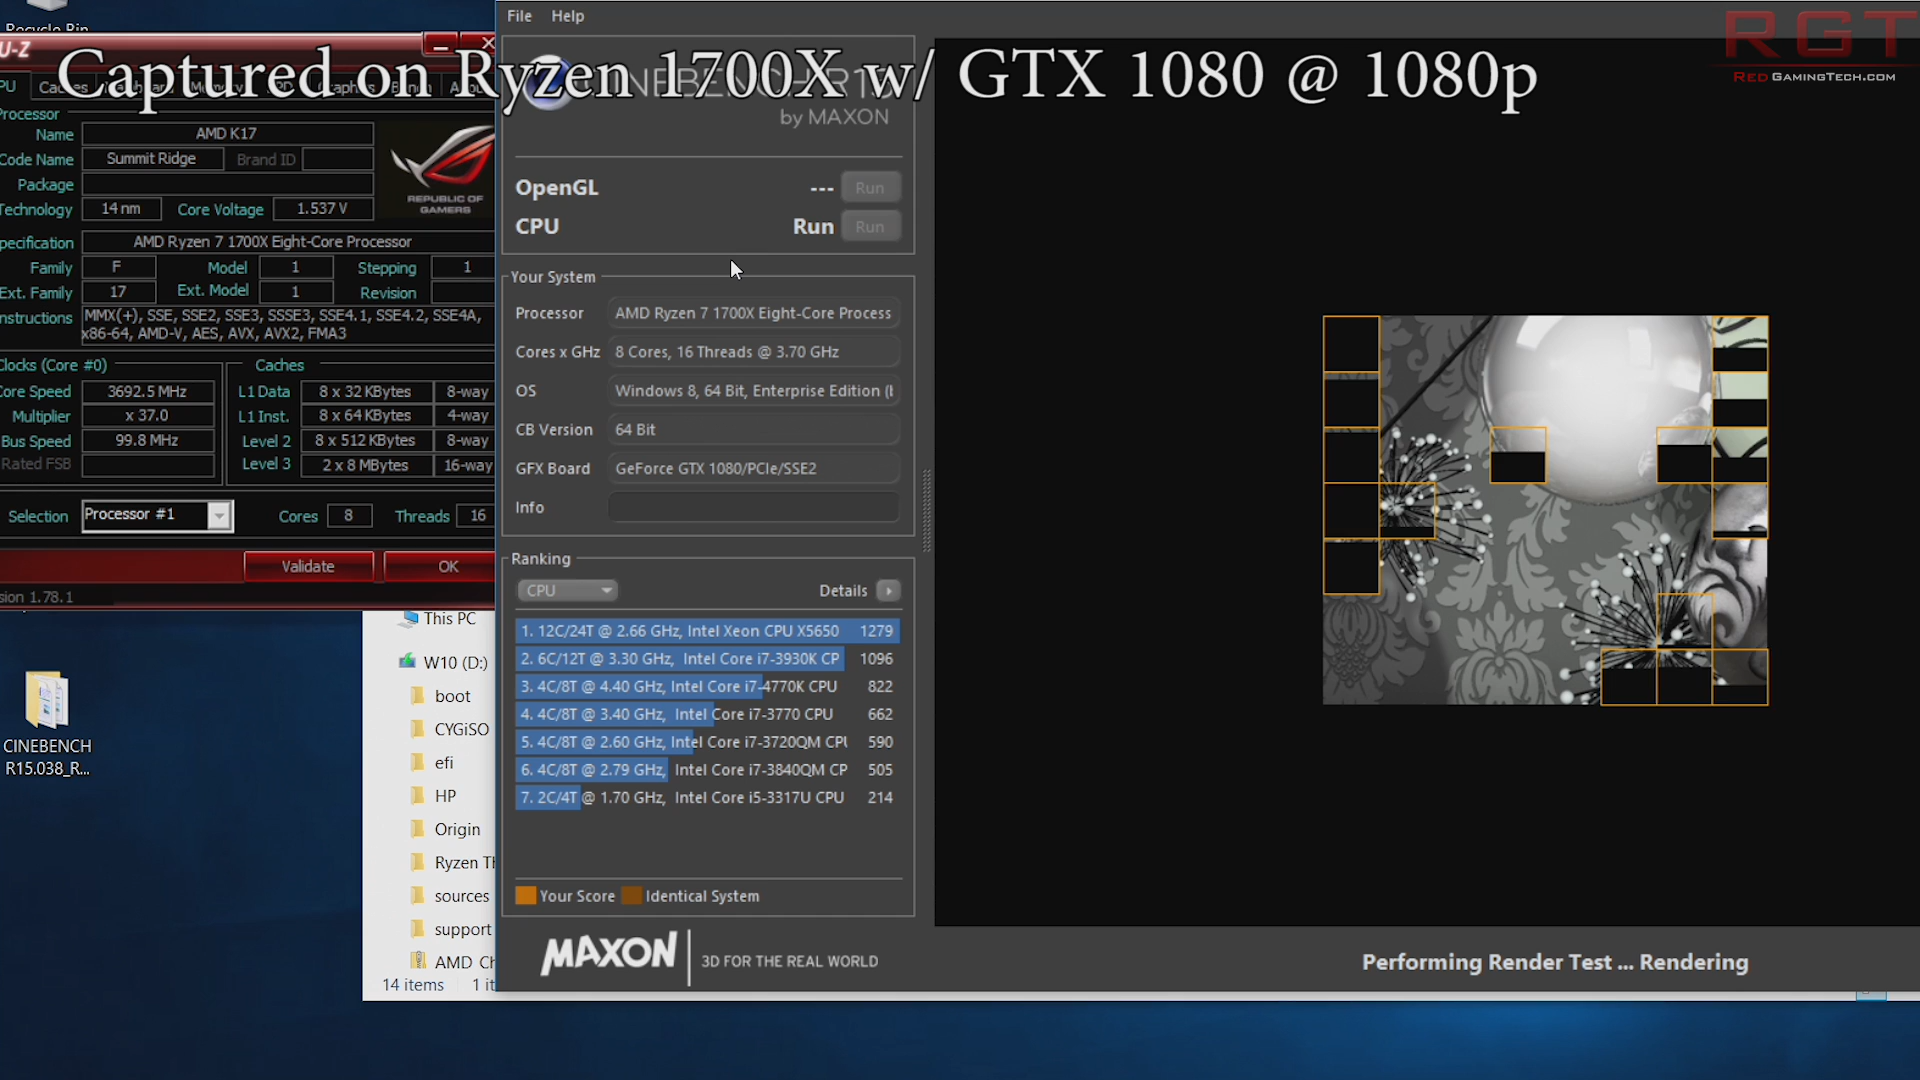 File Help
RGT
RedGamingTech.com
Captured on Ryzen 1700X w/ GTX 1080 @ 1080p
by MAXON
Processor
Name AMD K17
Code Name Summit Ridge Brand ID
Package
Technology 14 nm Core Voltage 1.537 V
REPUBLIC OF
GAMERS
Specification AMD Ryzen 7 1700X Eight-Core Processor
Family F Model 1 Stepping 1
Ext. Family 17 Ext. Model 1 Revision
nstructions MMX(+), SSE, SSE2, SSE3, SSSE3, SSE4.1, SSE4.2, SSE4A,
x86-64, AMD-V, AES, AVX, AVX2, FMA3
Clocks (Core #0) Caches
Core Speed 3692.5 MHz L1 Data 8 x 32 KBytes 8-way
Multiplier x 37.0 L1 Inst. 8 x 64 KBytes 4-way
Bus Speed 99.8 MHz Level 2 8 x 512 KBytes 8-way
Rated FSB Level 3 2 x 8 MBytes 16-way
Selection Processor #1 Cores 8 Threads 16
Validate OK
sion 1.78.1
OpenGL --- Run
CPU Run Run
Your System
Processor AMD Ryzen 7 1700X Eight-Core Process
Cores x GHz 8 Cores, 16 Threads @ 3.70 GHz
OS Windows 8, 64 Bit, Enterprise Edition (
CB Version 64 Bit
GFX Board GeForce GTX 1080/PCIe/SSE2
Info
Ranking
CPU Details
1. 12C/24T @ 2.66 GHz, Intel Xeon CPU X5650 1279
2. 6C/12T @ 3.30 GHz, Intel Core i7-3930K CP 1096
3. 4C/8T @ 4.40 GHz, Intel Core i7-4770K CPU 822
4. 4C/8T @ 3.40 GHz, Intel Core i7-3770 CPU 662
5. 4C/8T @ 2.60 GHz, Intel Core i7-3720QM CPU 590
6. 4C/8T @ 2.79 GHz, Intel Core i7-3840QM CP 505
7. 2C/4T @ 1.70 GHz, Intel Core i5-3317U CPU 214
Your Score Identical System
MAXON 3D FOR THE REAL WORLD
Performing Render Test ... Rendering
This PC
W10 (D:)
boot
CYGiSO
efi
HP
Origin
Ryzen Th
sources
support
AMD Ch
14 items 1 it
CINEBENCH
R15.038_R...